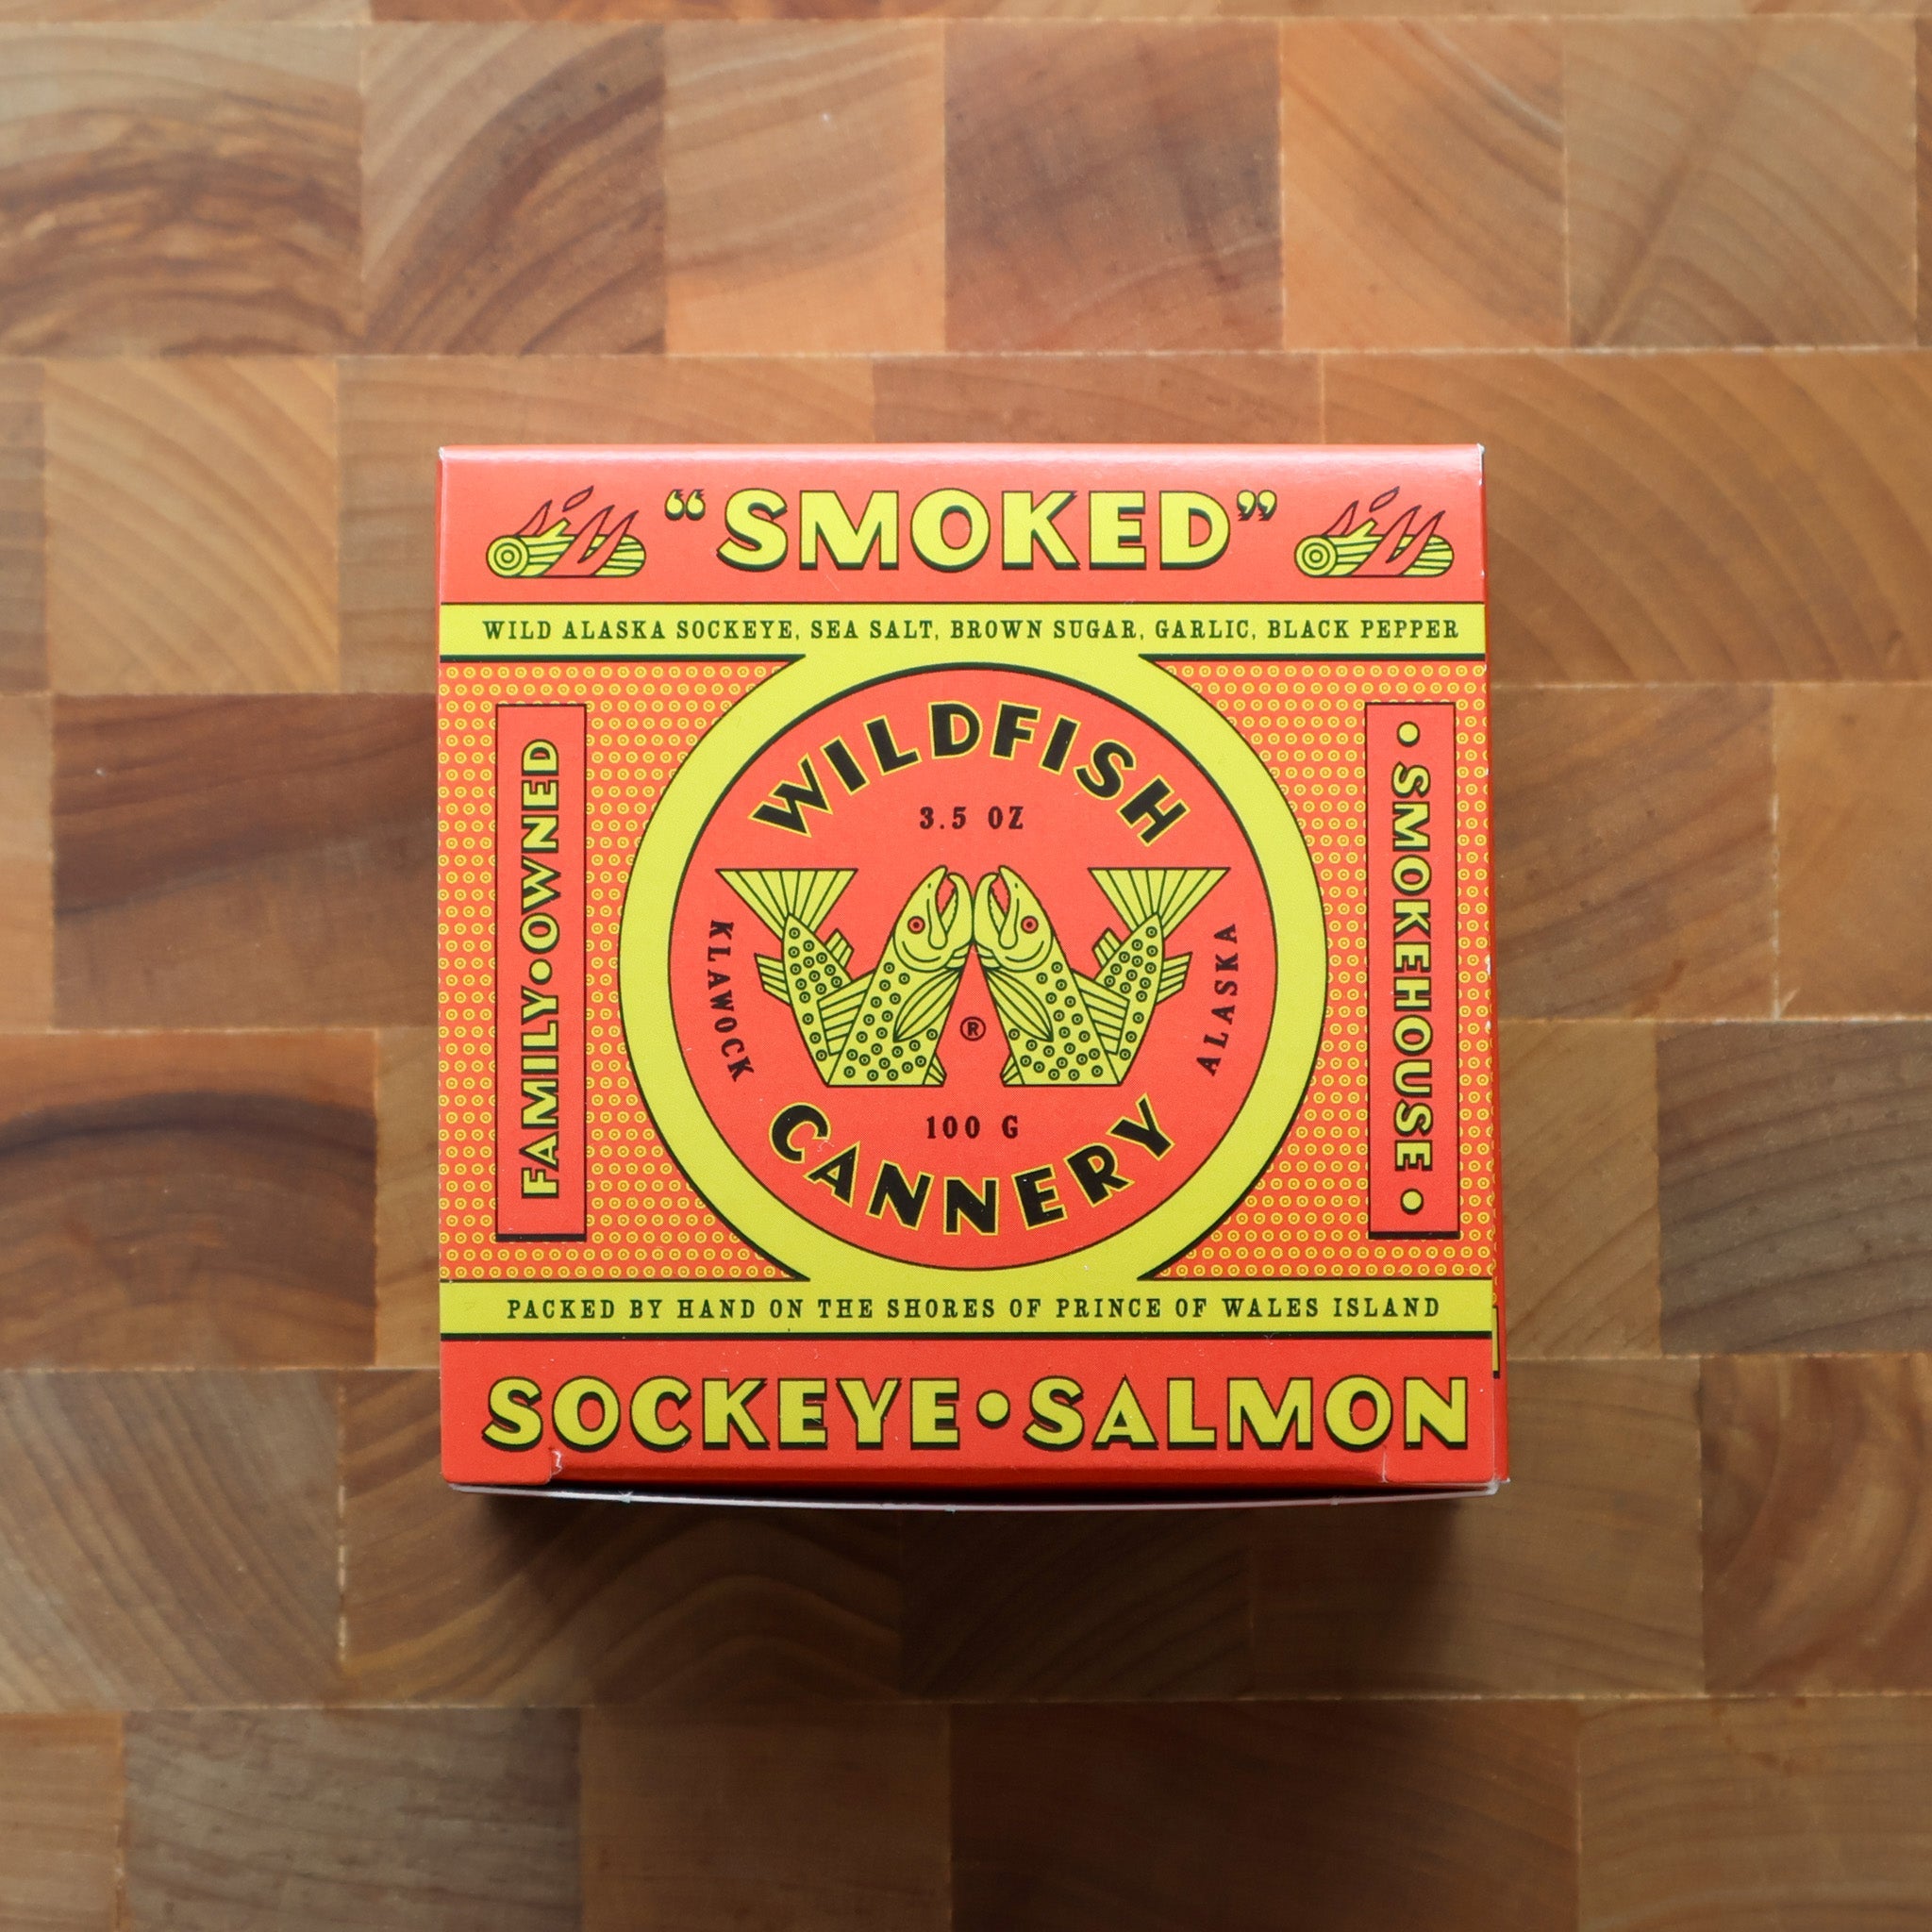 “SMOKED”
WILD ALASKA SOCKEYE, SEA SALT, BROWN SUGAR, GARLIC, BLACK PEPPER
FAMILY•OWNED
WILDFISH
3.5 OZ
KLAWOCK
ALASKA
®
100 G
CANNERY
• SMOKEHOUSE •
PACKED BY HAND ON THE SHORES OF PRINCE OF WALES ISLAND
SOCKEYE•SALMON